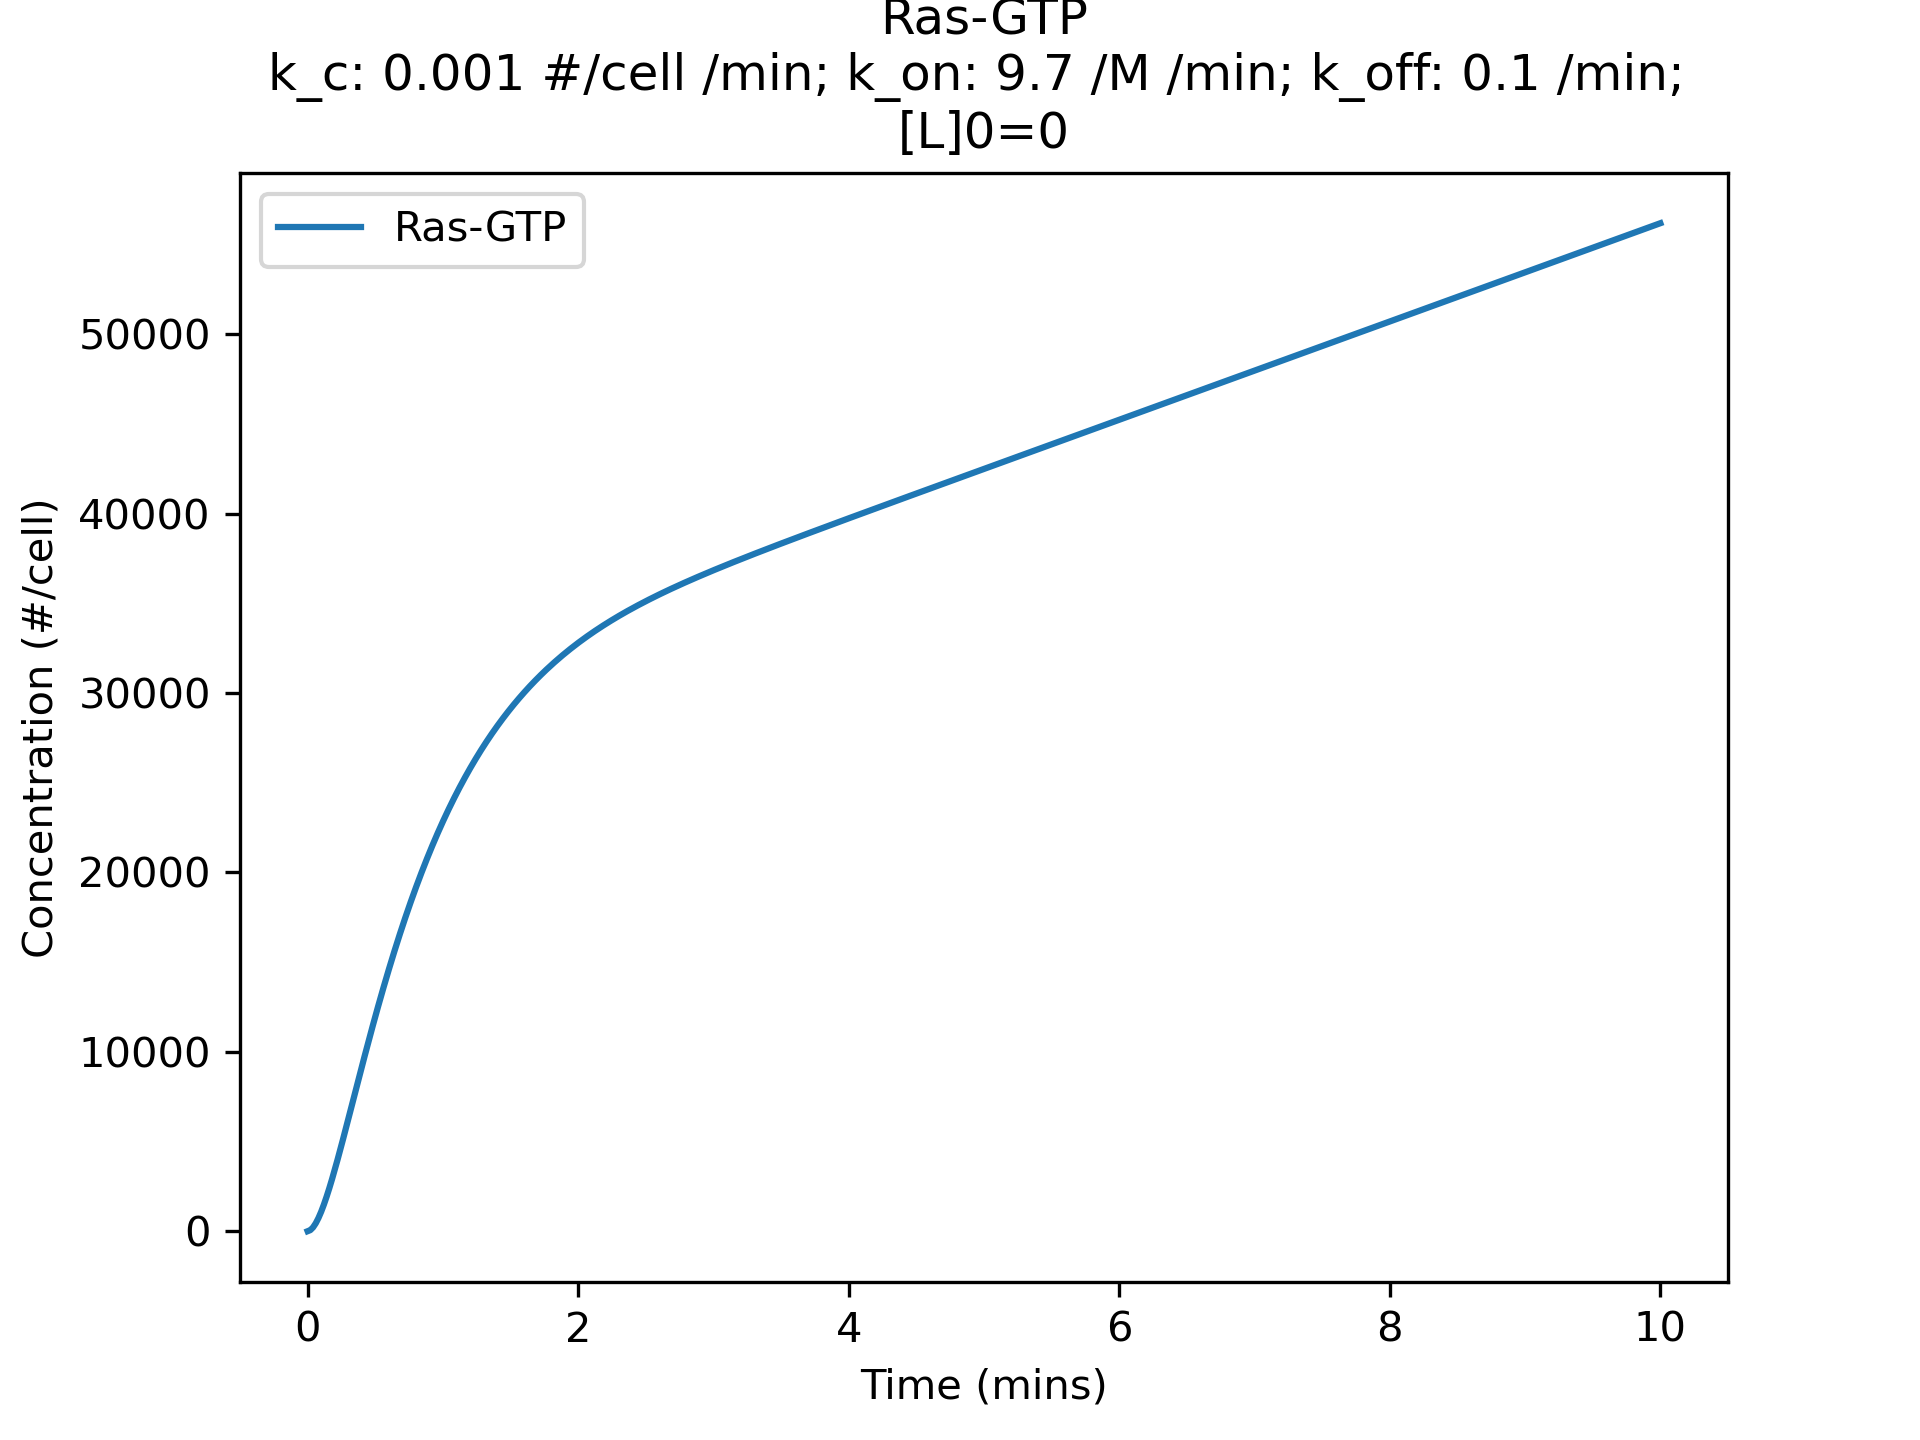 Ras-GTP
k_c: 0.001 #/cell /min; k_on: 9.7 /M /min; k_off: 0.1 /min;
[L]0=0
Ras-GTP
50000
40000
30000
20000
10000
0
Concentration (#/cell)
0 2 4 6 8 10
Time (mins)